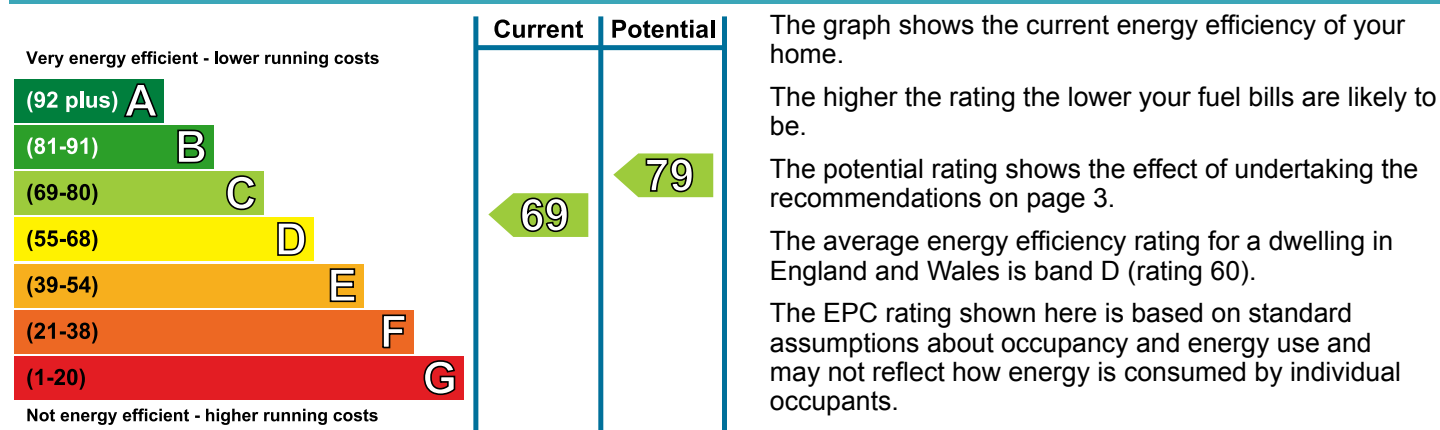 Current Potential
Very energy efficient - lower running costs
(92 plus) A
(81-91) B
(69-80) C
(55-68) D
(39-54) E
(21-38) F
(1-20) G
Not energy efficient - higher running costs
69
79
The graph shows the current energy efficiency of your
home.
The higher the rating the lower your fuel bills are likely to
be.
The potential rating shows the effect of undertaking the
recommendations on page 3.
The average energy efficiency rating for a dwelling in
England and Wales is band D (rating 60).
The EPC rating shown here is based on standard
assumptions about occupancy and energy use and
may not reflect how energy is consumed by individual
occupants.